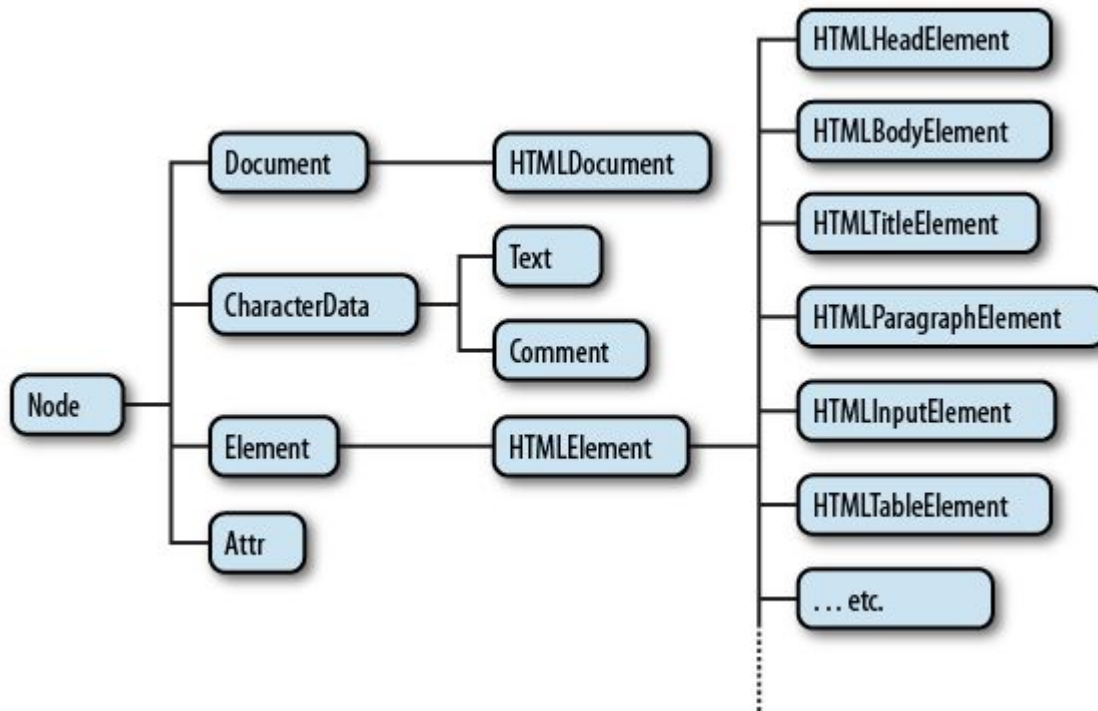 HTMLHeadElement
HTMLBodyElement
Document
HTMLDocument
HTMLTitleElement
Text
CharacterData
HTMLParagraphElement
Comment
Node
HTMLInputElement
Element
HTMLElement
HTMLTableElement
Attr
. . . etc.